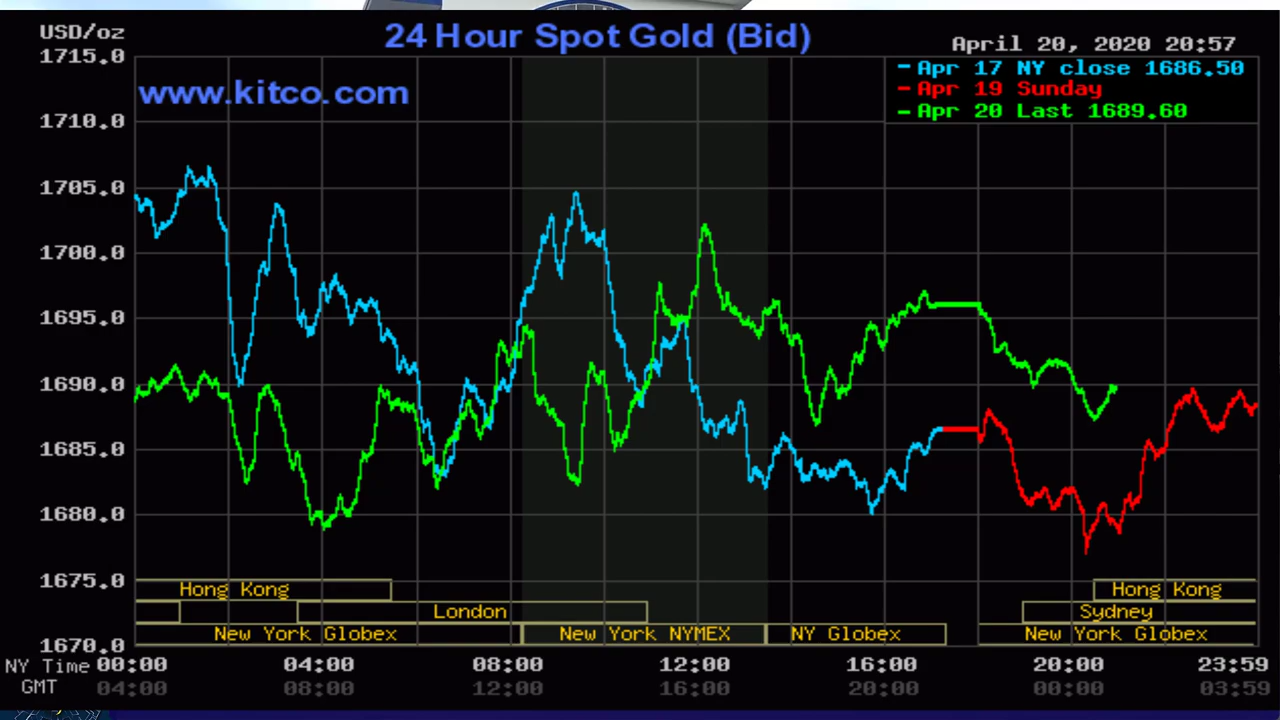 USD/oz
24 Hour Spot Gold (Bid)
April 20, 2020 20:57
1715.0
Apr 17 NY close 1686.50
www.kitco.com
Apr 19 Sunday
Apr 20 Last 1689.60
1710.0
1705.0
1700.0
1695.0
1690.0
1685.0
1680.0
1675.0
Hong Kong
Hong Kong
London
Sydney
New York Globex
New York NYMEX
NY Globex
New York Globex
1670.0
NY Time 00:00 04:00 08:00 12:00 16:00 20:00 23:59
GMT 04:00 08:00 12:00 16:00 20:00 00:00 03:59